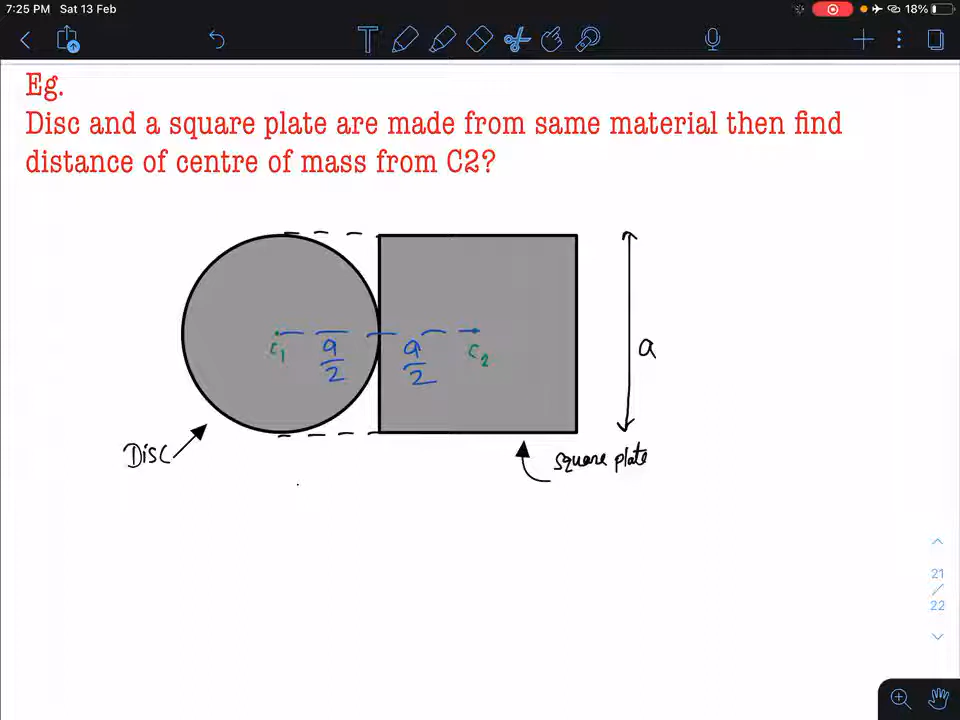 7:25 PM Sat 13 Feb
18%
Eg.
Disc and a square plate are made from same material then find
distance of centre of mass from C2?
C1
a/2
a/2
C2
a
Disc
square plate
21
/
22